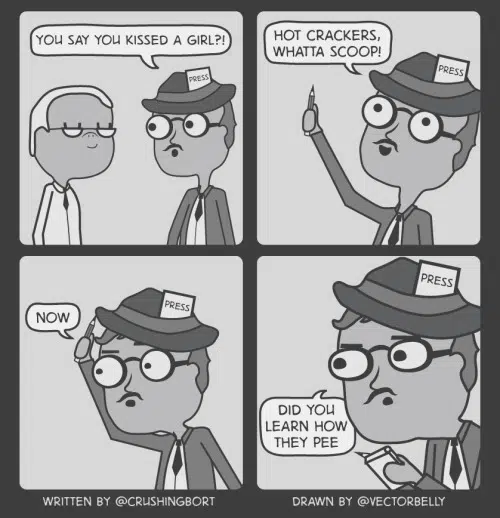 YOU SAY YOU KISSED A GIRL?!
PRESS
HOT CRACKERS,
WHATTA SCOOP!
PRESS
NOW
PRESS
PRESS
DID YOU
LEARN HOW
THEY PEE
WRITTEN BY @CRUSHINGBORT
DRAWN BY @VECTORBELLY